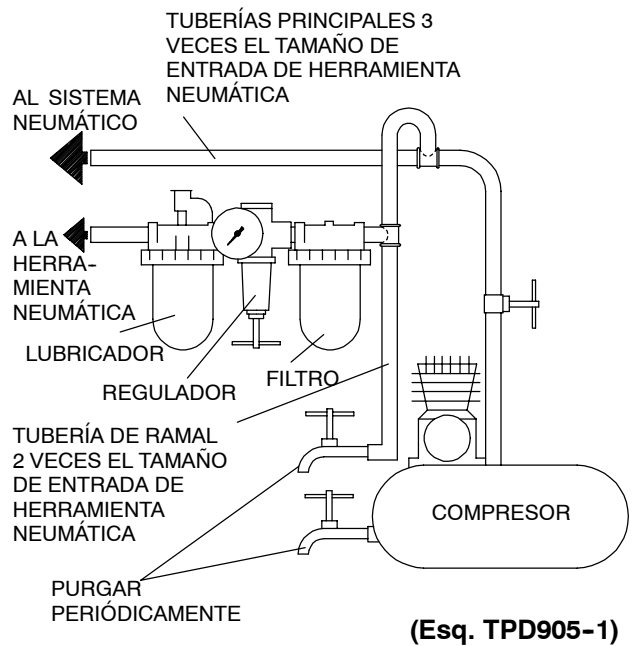 TUBERÍAS PRINCIPALES 3
VECES EL TAMAÑO DE
ENTRADA DE HERRAMIENTA
NEUMÁTICA
AL SISTEMA
NEUMÁTICO
A LA
HERRA-
MIENTA
NEUMÁTICA
LUBRICADOR
REGULADOR
FILTRO
TUBERÍA DE RAMAL
2 VECES EL TAMAÑO
DE ENTRADA DE
HERRAMIENTA
NEUMÁTICA
COMPRESOR
PURGAR
PERIÓDICAMENTE
(Esq. TPD905-1)